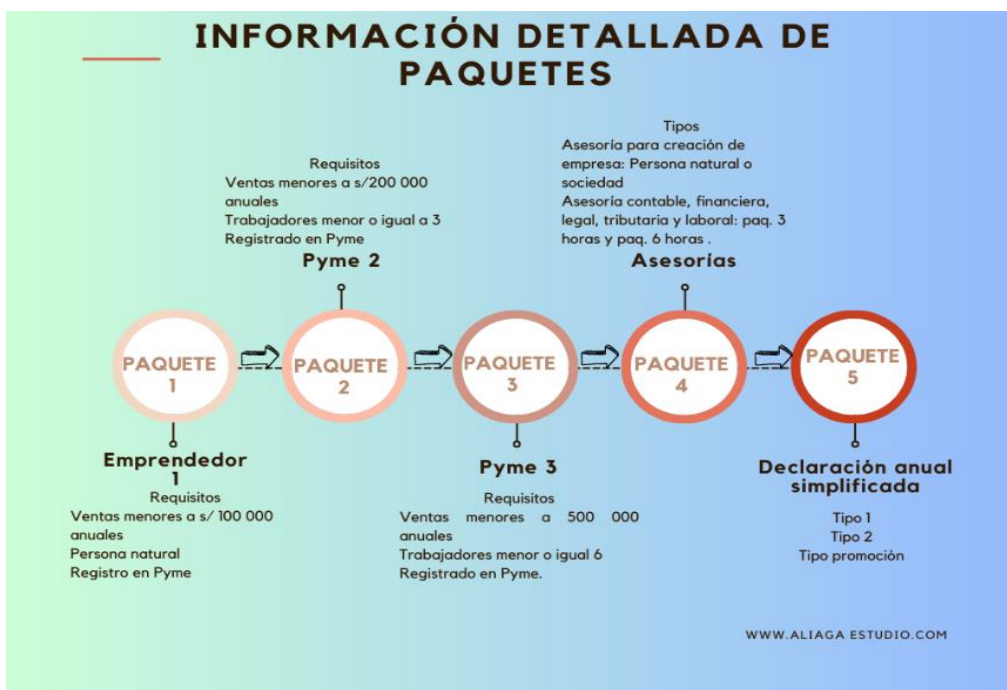 INFORMACIÓN DETALLADA DE
PAQUETES
Requisitos
Ventas menores a s/200 000
anuales
Trabajadores menor o igual a 3
Registrado en Pyme
Pyme 2
Tipos
Asesoría para creación de
empresa: Persona natural o
sociedad
Asesoría contable, financiera,
legal, tributaria y laboral: paq. 3
horas y paq. 6 horas .
Asesorías
PAQUETE
1
PAQUETE
2
PAQUETE
3
PAQUETE
4
PAQUETE
5
Emprendedor
1
Requisitos
Ventas menores a s/ 100 000
anuales
Persona natural
Registro en Pyme
Pyme 3
Requisitos
Ventas menores a 500 000
anuales
Trabajadores menor o igual 6
Registrado en Pyme.
Declaración anual
simplificada
Tipo 1
Tipo 2
Tipo promoción
WWW.ALIAGA ESTUDIO.COM